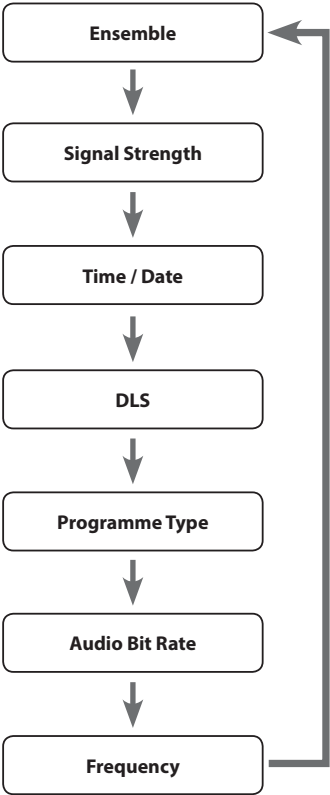 Ensemble
Signal Strength
Time / Date
DLS
Programme Type
Audio Bit Rate
Frequency